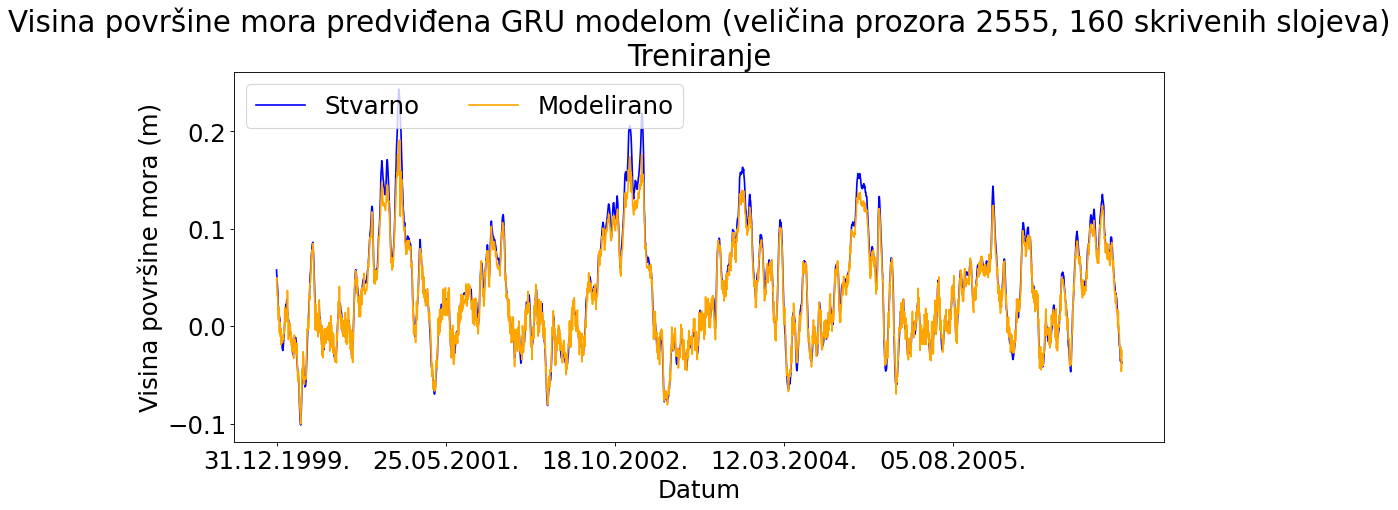 Visina površine mora predviđena GRU modelom (veličina prozora 2555, 160 skrivenih slojeva)
Treniranje
Stvarno
Modelirano
Visina površine mora (m)
0.2
0.1
0.0
−0.1
31.12.1999.
25.05.2001.
18.10.2002.
12.03.2004.
05.08.2005.
Datum